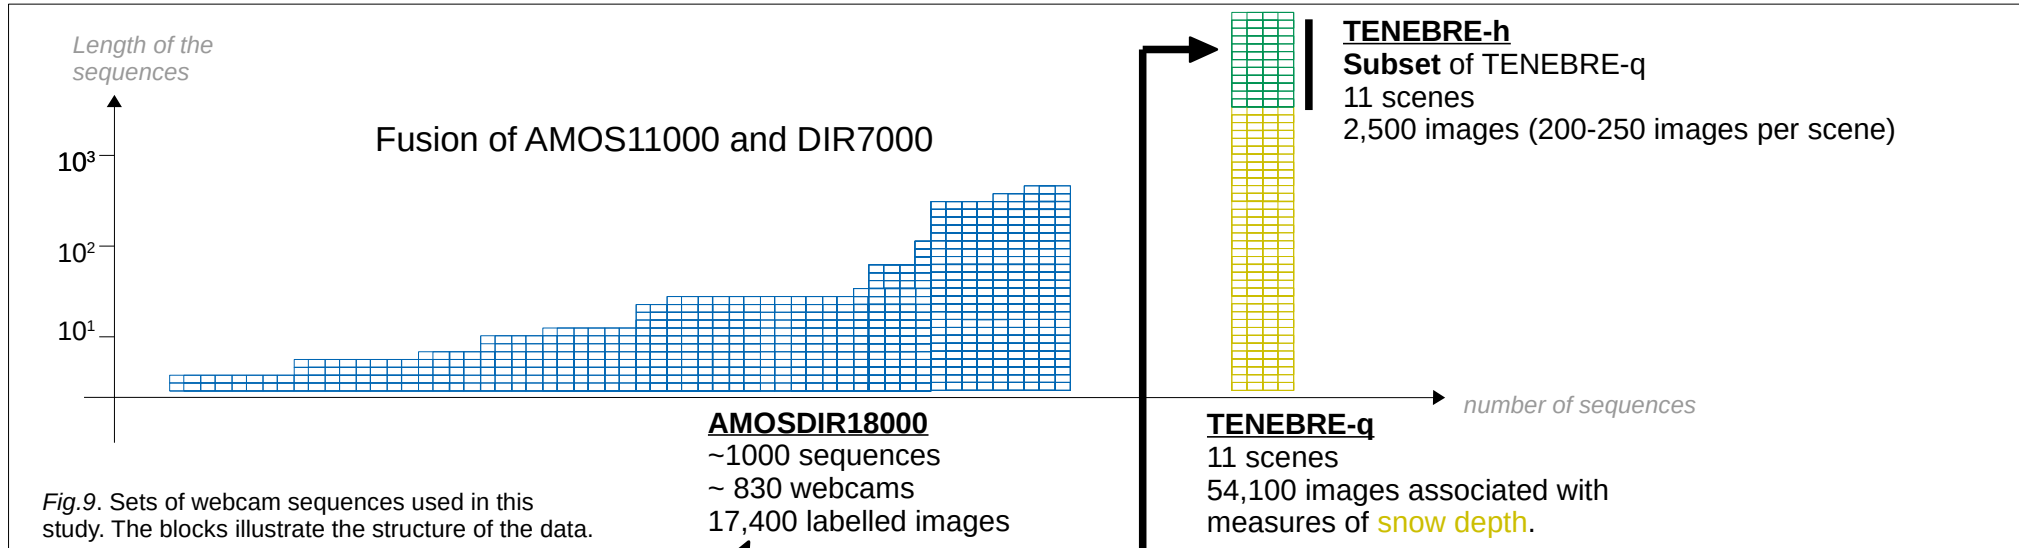 Length of the
sequences
10³
10²
10¹
Fusion of AMOS11000 and DIR7000
TENEBRE-h
Subset of TENEBRE-q
11 scenes
2,500 images (200-250 images per scene)
number of sequences
AMOSDIR18000
~1000 sequences
~ 830 webcams
17,400 labelled images
TENEBRE-q
11 scenes
54,100 images associated with
measures of snow depth.
Fig.9. Sets of webcam sequences used in this
study. The blocks illustrate the structure of the data.